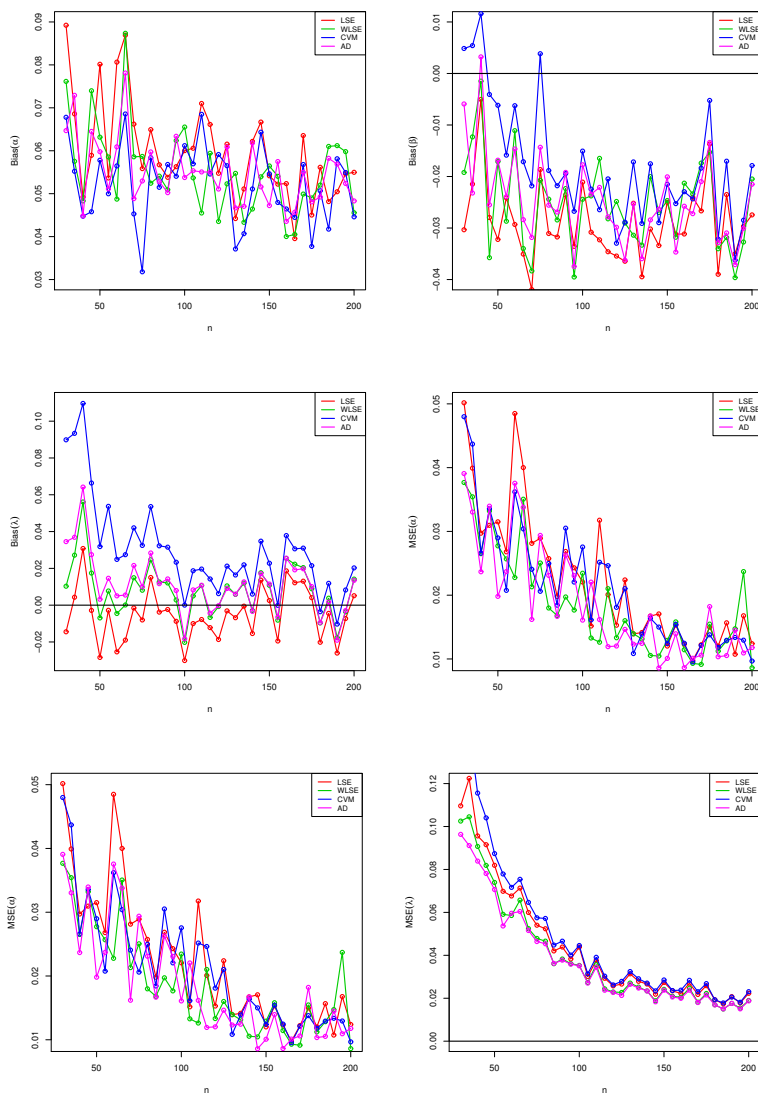 Bias(α)
0.03 0.04 0.05 0.06 0.07 0.08 0.09
LSE
WLSE
CVM
AD
50 100 150 200
n
Bias(β)
−0.04 −0.03 −0.02 −0.01 0.00
LSE
WLSE
CVM
AD
50 100 150 200
n
Bias(λ)
−0.02 0.00 0.02 0.04 0.06 0.08 0.10
LSE
WLSE
CVM
AD
50 100 150 200
n
MSE(α)
0.01 0.02 0.03 0.04 0.05
LSE
WLSE
CVM
AD
50 100 150 200
n
MSE(α)
0.01 0.02 0.03 0.04 0.05
LSE
WLSE
CVM
AD
50 100 150 200
n
MSE(λ)
0.00 0.02 0.04 0.06 0.08 0.10 0.12
LSE
WLSE
CVM
AD
50 100 150 200
n